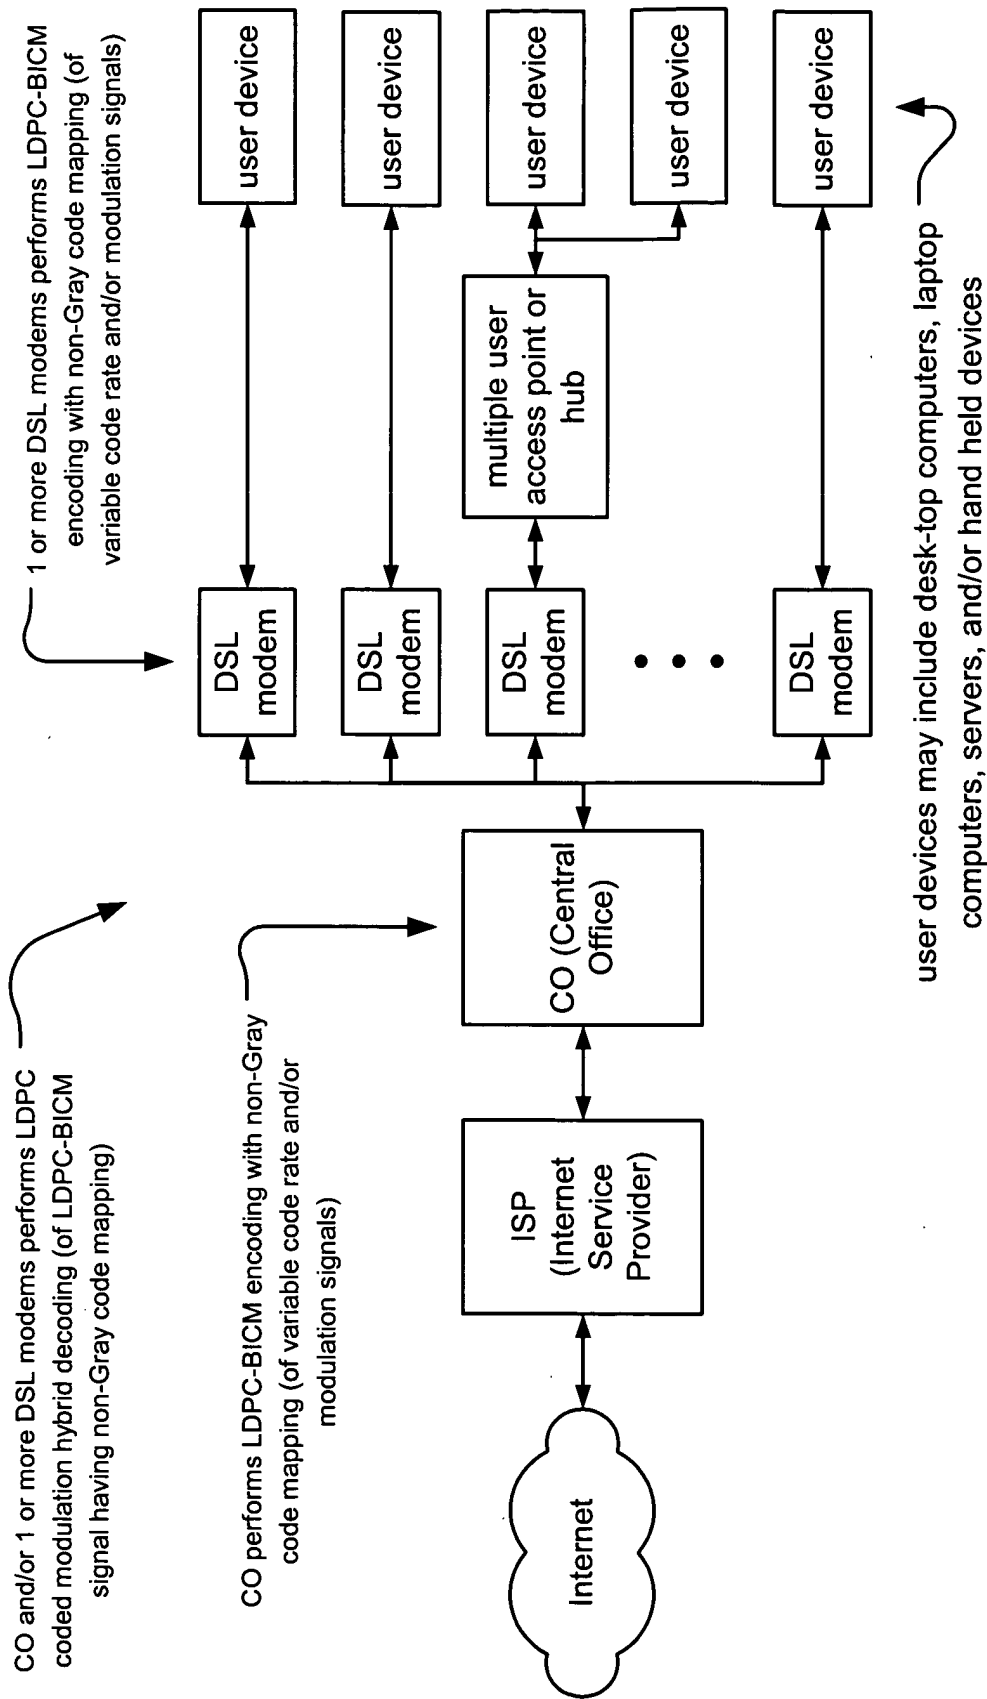 CO and/or 1 or more DSL modems performs LDPC
coded modulation hybrid decoding (of LDPC-BICM
signal having non-Gray code mapping)
1 or more DSL modems performs LDPC-BICM
encoding with non-Gray code mapping (of
variable code rate and/or modulation signals)
CO performs LDPC-BICM encoding with non-Gray
code mapping (of variable code rate and/or
modulation signals)
Internet
ISP
(Internet
Service
Provider)
CO (Central
Office)
DSL
modem
user device
DSL
modem
user device
DSL
modem
multiple user
access point or
hub
user device
user device
DSL
modem
user device
user devices may include desk-top computers, laptop
computers, servers, and/or hand held devices